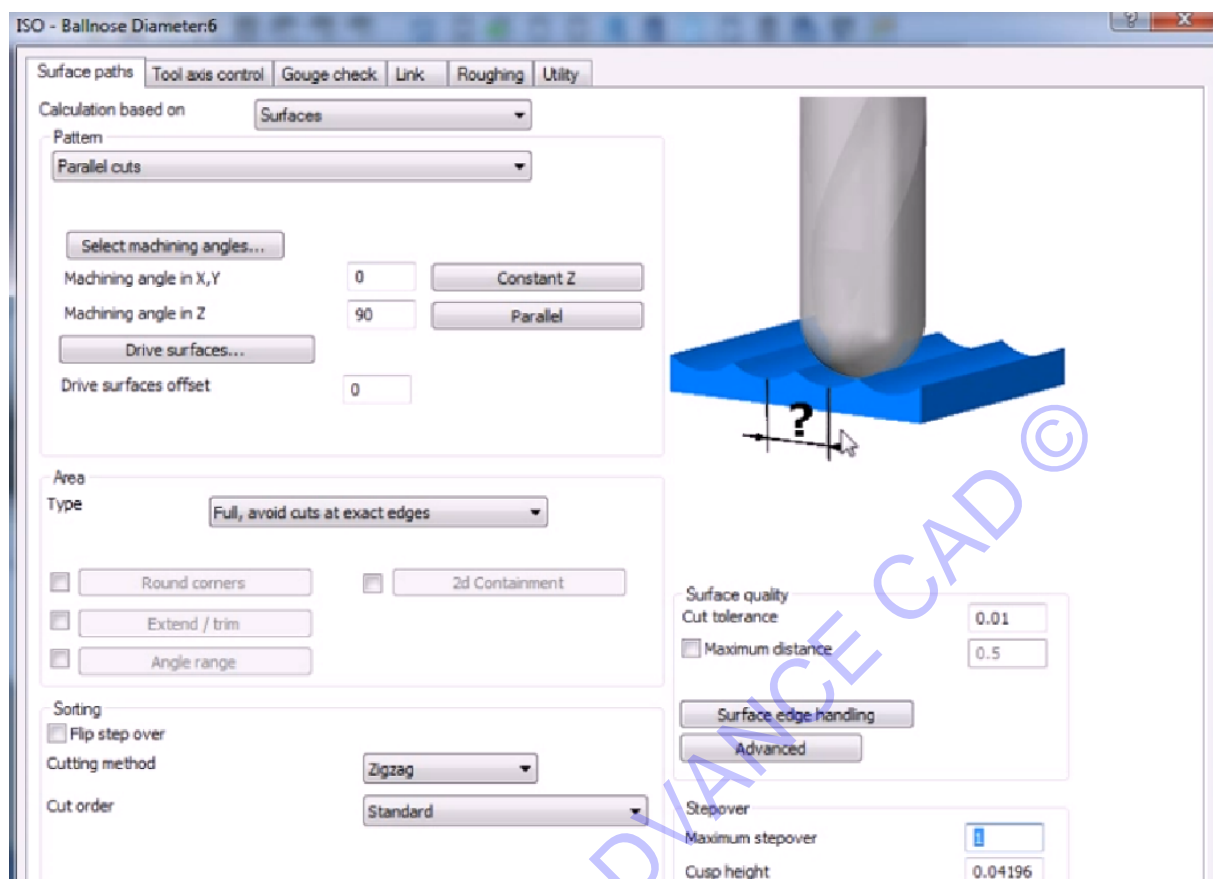 ISO - Ballnose Diameter:6
?
X
Surface paths Tool axis control Gouge check Link Roughing Utility
Calculation based on Surfaces
Pattern
Parallel cuts
Select machining angles...
Machining angle in X,Y 0 Constant Z
Machining angle in Z 90 Parallel
Drive surfaces...
Drive surfaces offset 0
?
Area
Type Full, avoid cuts at exact edges
Round corners 2d Containment
Extend / trim
Angle range
Sorting
Flip step over
Cutting method Zigzag
Cut order Standard
Surface quality
Cut tolerance 0.01
Maximum distance 0.5
Surface edge handling
Advanced
Stepover
Maximum stepover 1
Cusp height 0.04196
DVANCE CAD ©